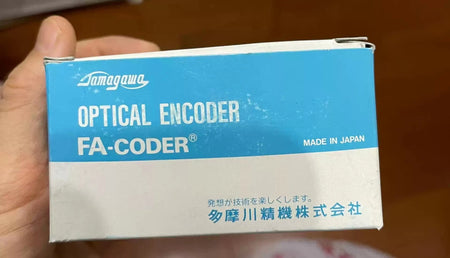 Tamagawa
OPTICAL ENCODER
FA-CODER®
MADE IN JAPAN
発想が技術を楽しくします。
多摩川精機株式会社